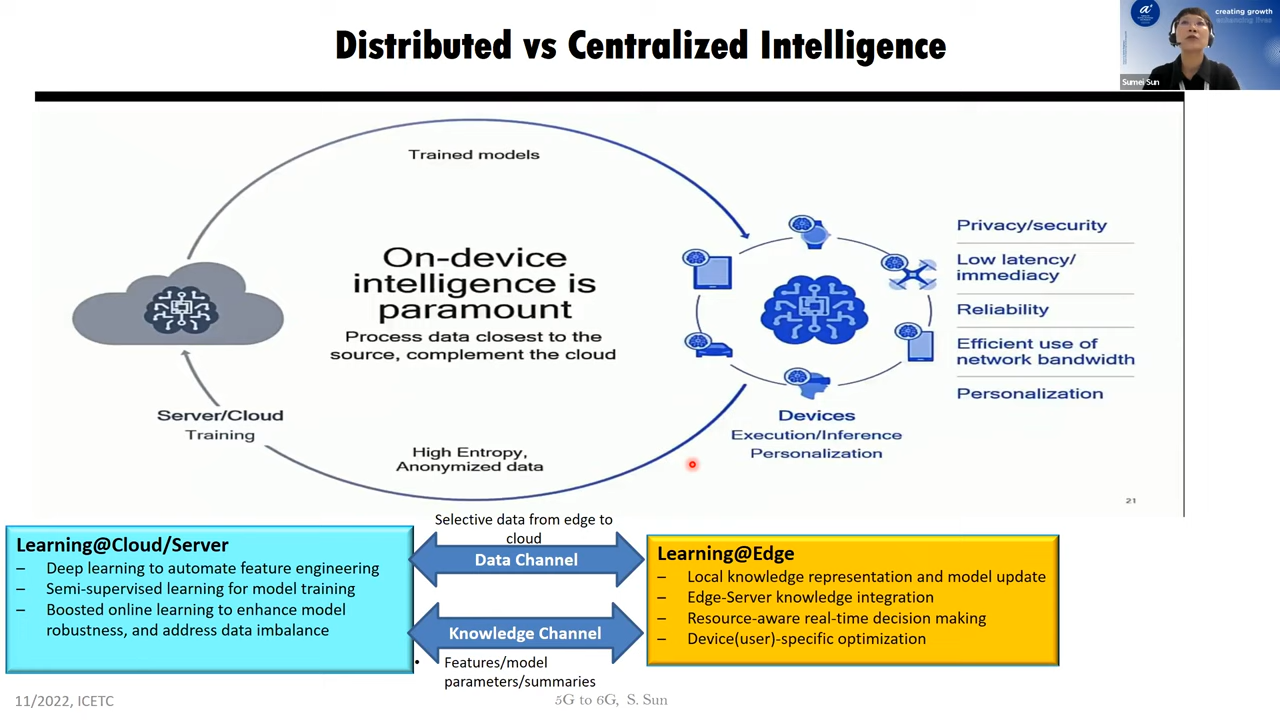 Distributed vs Centralized Intelligence
creating growth
enhancing lives
Sumei Sun
Trained models
On-device
intelligence is
paramount
Process data closest to the
source, complement the cloud
Server/Cloud
Training
High Entropy,
Anonymized data
Devices
Execution/Inference
Personalization
Privacy/security
Low latency/
immediacy
Reliability
Efficient use of
network bandwidth
Personalization
21
Learning@Cloud/Server
– Deep learning to automate feature engineering
– Semi-supervised learning for model training
– Boosted online learning to enhance model
robustness, and address data imbalance
Selective data from edge to
cloud
Data Channel
Knowledge Channel
• Features/model
parameters/summaries
Learning@Edge
– Local knowledge representation and model update
– Edge-Server knowledge integration
– Resource-aware real-time decision making
– Device(user)-specific optimization
11/2022, ICETC
5G to 6G, S. Sun